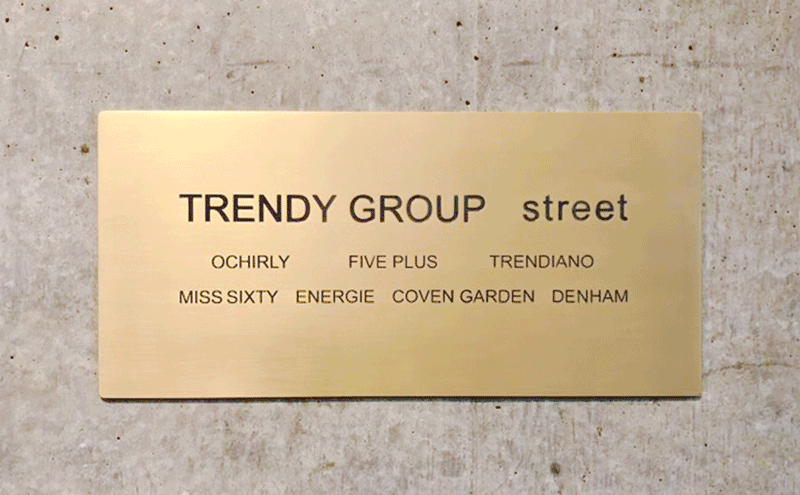 TRENDY GROUP street
OCHIRLY FIVE PLUS TRENDIANO
MISS SIXTY ENERGIE COVEN GARDEN DENHAM